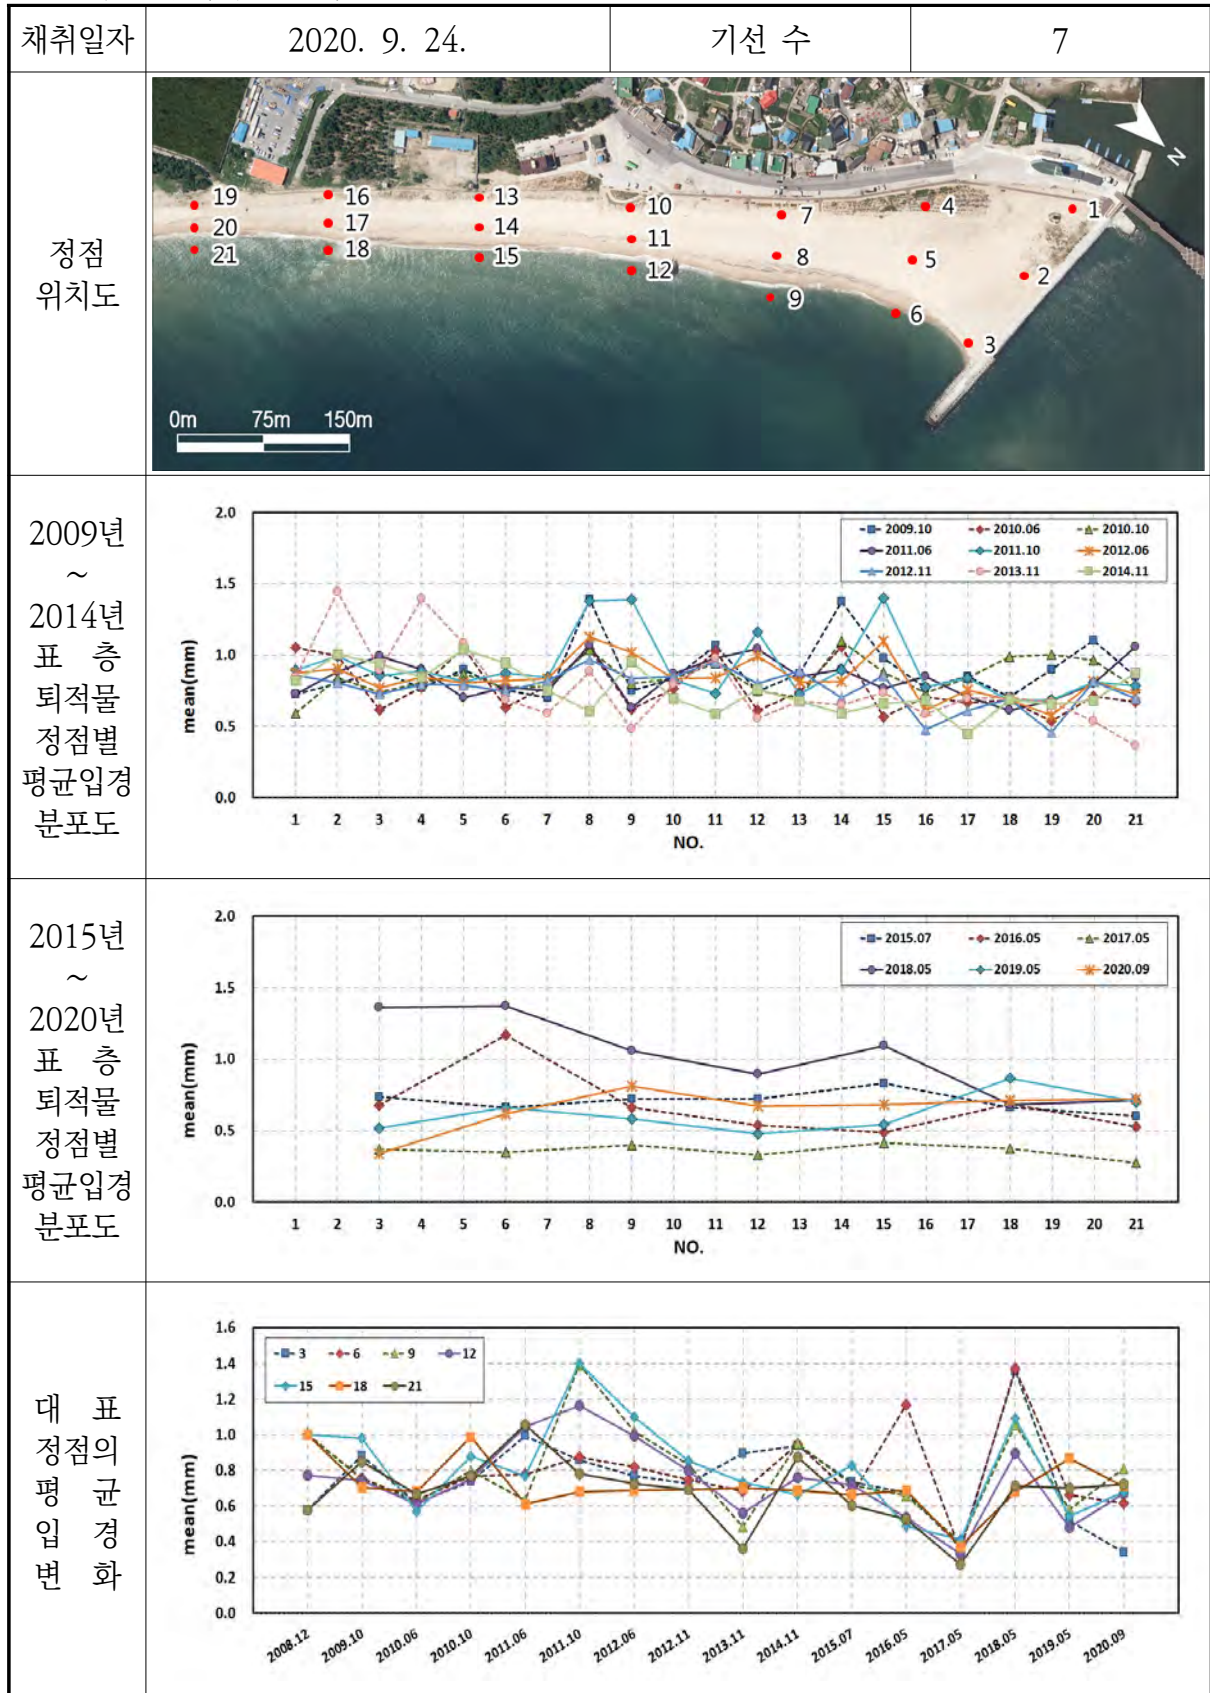 채취일자
2020. 9. 24.
기선 수
7
정점
위치도
19
16
13
10
7
4
1
20
17
14
11
8
5
2
21
18
15
12
9
6
3
N
0m 75m 150m
2009년
~
2014년
표 층
퇴적물
정점별
평균입경
분포도
2.0
1.5
1.0
0.5
0.0
mean(mm)
2009.10 2010.06 2010.10
2011.06 2011.10 2012.06
2012.11 2013.11 2014.11
1 2 3 4 5 6 7 8 9 10 11 12 13 14 15 16 17 18 19 20 21
NO.
2015년
~
2020년
표 층
퇴적물
정점별
평균입경
분포도
2.0
1.5
1.0
0.5
0.0
mean(mm)
2015.07 2016.05 2017.05
2018.05 2019.05 2020.09
1 2 3 4 5 6 7 8 9 10 11 12 13 14 15 16 17 18 19 20 21
NO.
대 표
정점의
평 균
입 경
변 화
1.6
1.4
1.2
1.0
0.8
0.6
0.4
0.2
0.0
mean(mm)
3 6 9 12
15 18 21
2008.12 2009.10 2010.06 2010.10 2011.06 2011.10 2012.06 2012.11 2013.11 2014.11 2015.07 2016.05 2017.05 2018.05 2019.05 2020.09